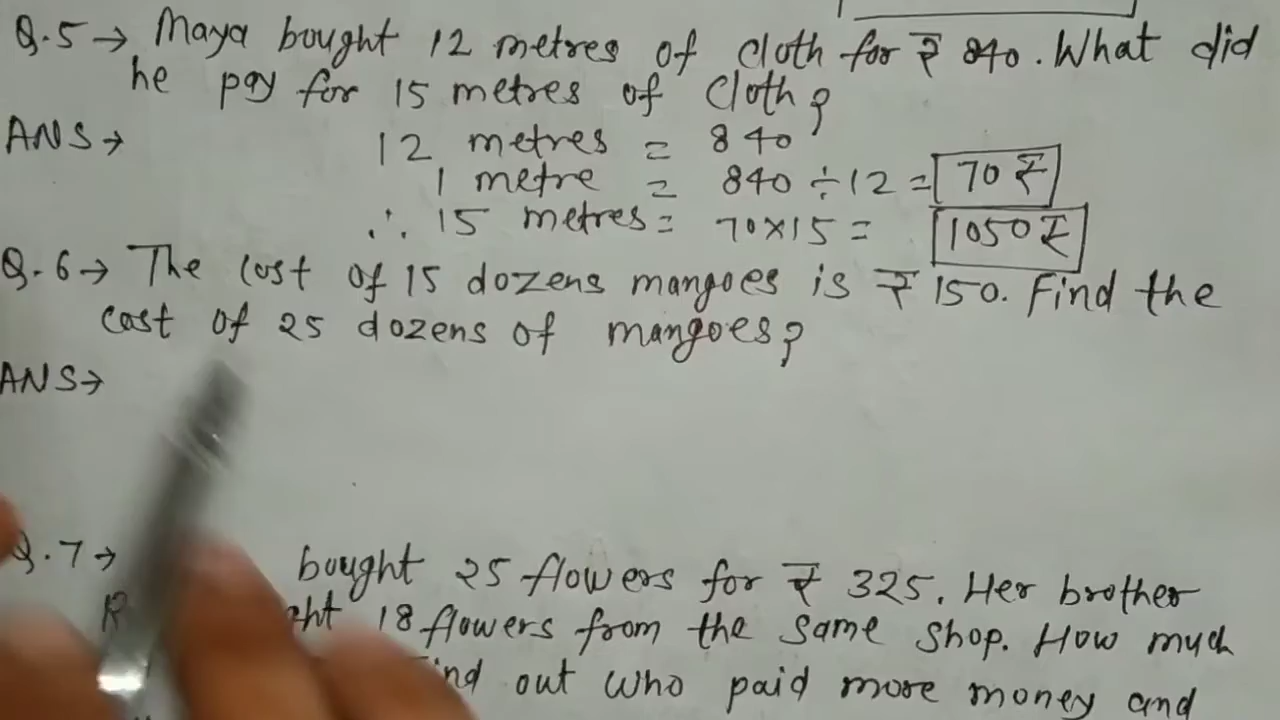 Q.5→ Maya bought 12 metres of cloth for ₹ 840. What did
he pay for 15 metres of cloth?
ANS→
12 metres = 840
1 metre = 840 ÷ 12 = 70 ₹
∴ 15 metres = 70×15 = 1050 ₹
Q.6→ The cost of 15 dozens mangoes is ₹ 150. Find the
cost of 25 dozens of mangoes?
ANS→
Q.7→ bought 25 flowers for ₹ 325. Her brother
18 flowers from the same shop. How much
out who paid more money and